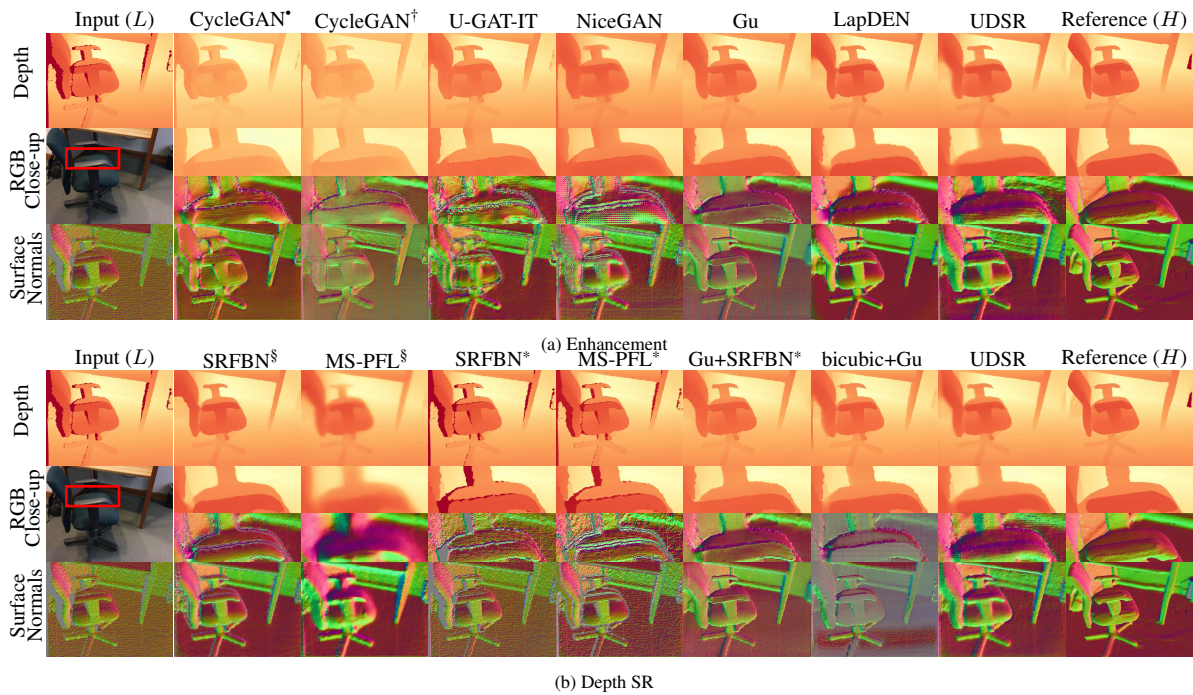 Input (L) CycleGAN• CycleGAN† U-GAT-IT NiceGAN Gu LapDEN UDSR Reference (H)
Depth
RGB
Close-up
Surface
Normals
(a) Enhancement
Input (L) SRFBN§ MS-PFL§ SRFBN* MS-PFL* Gu+SRFBN* bicubic+Gu UDSR Reference (H)
Depth
RGB
Close-up
Surface
Normals
(b) Depth SR